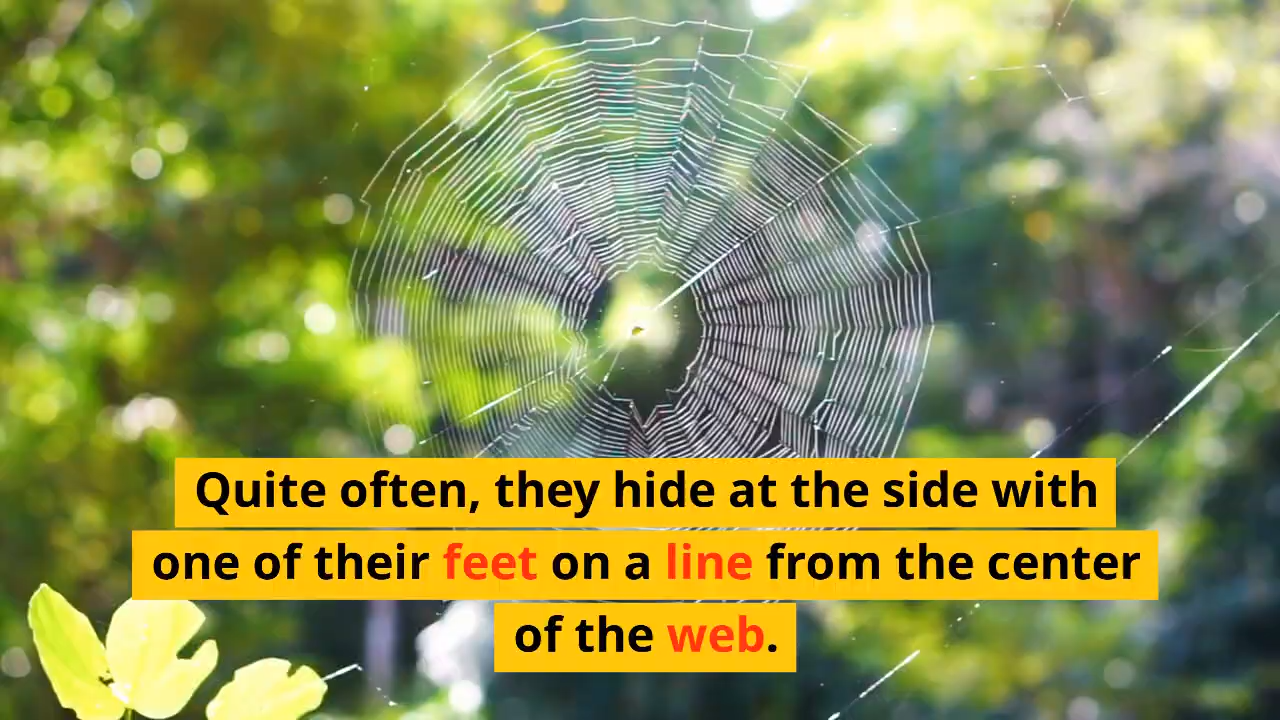 Quite often, they hide at the side with
one of their feet on a line from the center
of the web.